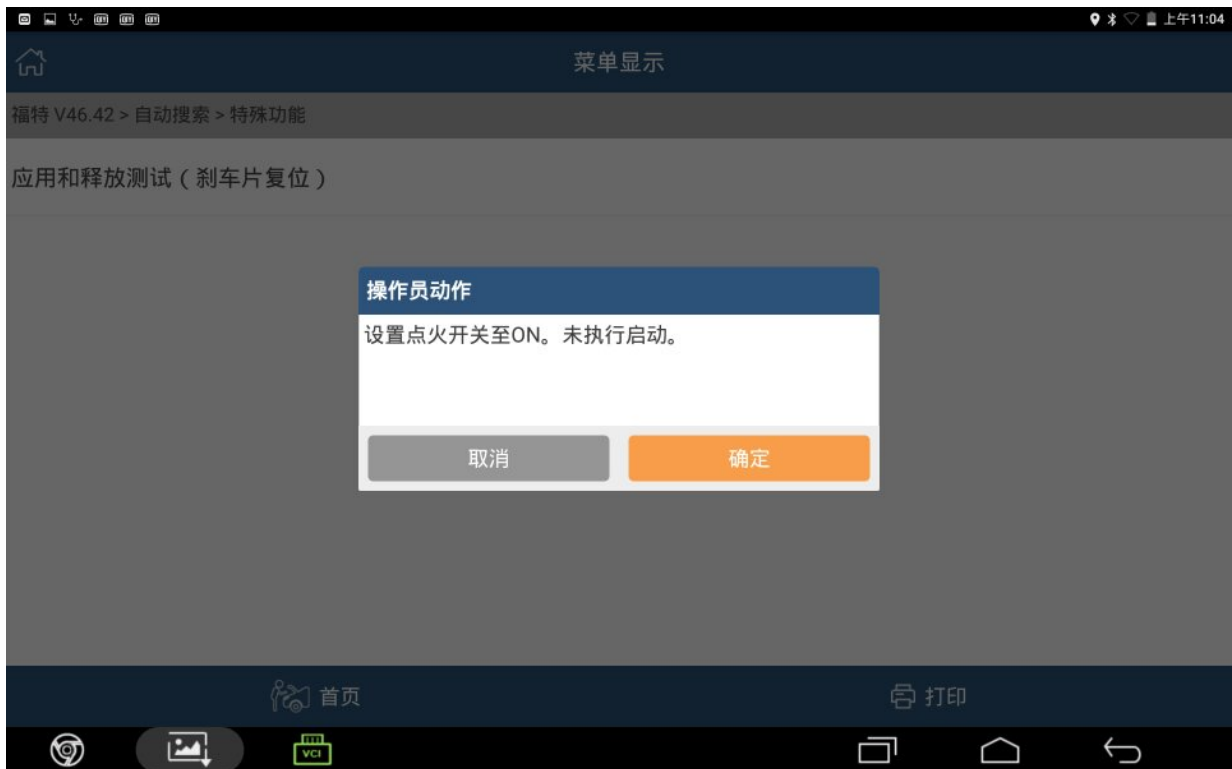 上午11:04
菜单显示
福特 V46.42 > 自动搜索 > 特殊功能
应用和释放测试（刹车片复位）
操作员动作
设置点火开关至ON。未执行启动。
取消
确定
首页
打印
VCI